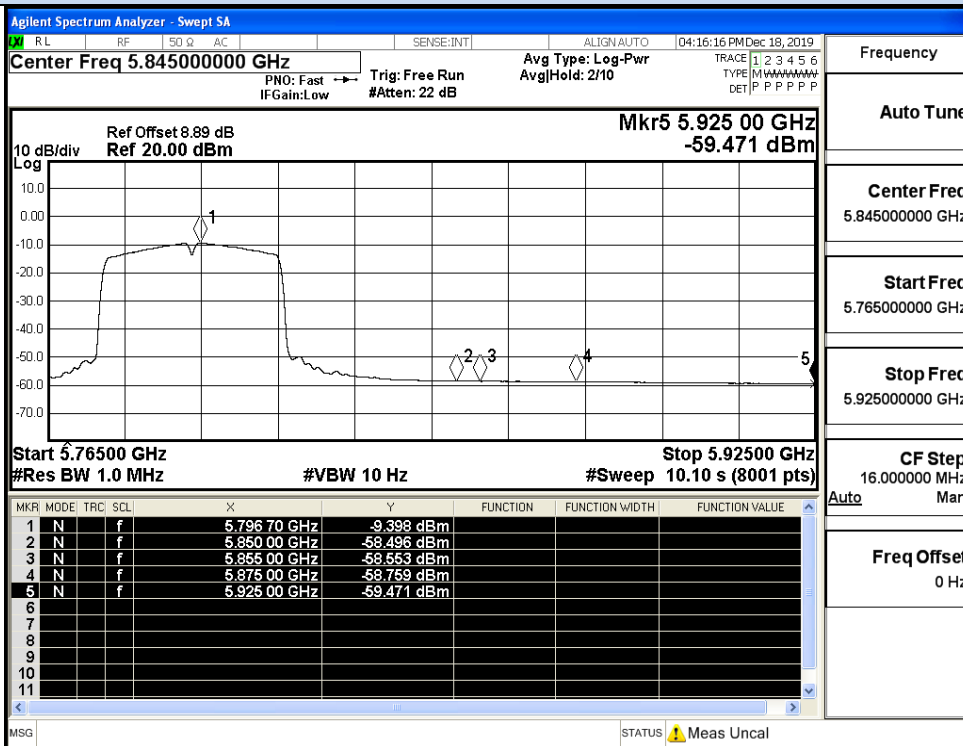 Agilent Spectrum Analyzer - Swept SA
LXI RL RF 50 Ω AC SENSE:INT ALIGN AUTO 04:16:16 PM Dec 18, 2019
Center Freq 5.845000000 GHz
PNO: Fast
IFGain:Low
Trig: Free Run
#Atten: 22 dB
Avg Type: Log-Pwr
Avg|Hold: 2/10
TRACE 1 2 3 4 5 6
TYPE M WWWWW
DET P P P P P P
Ref Offset 8.89 dB
10 dB/div Ref 20.00 dBm
Log
Mkr5 5.925 00 GHz
-59.471 dBm
10.0
0.00
-10.0
-20.0
-30.0
-40.0
-50.0
-60.0
-70.0
1
2
3
4
5
Start 5.76500 GHz Stop 5.92500 GHz
#Res BW 1.0 MHz #VBW 10 Hz #Sweep 10.10 s (8001 pts)
MKR MODE TRC SCL X Y FUNCTION FUNCTION WIDTH FUNCTION VALUE
1 N f 5.796 70 GHz -9.398 dBm
2 N f 5.850 00 GHz -58.496 dBm
3 N f 5.855 00 GHz -58.553 dBm
4 N f 5.875 00 GHz -58.759 dBm
5 N f 5.925 00 GHz -59.471 dBm
6
7
8
9
10
11
MSG STATUS Meas Uncal
Frequency
Auto Tune
Center Freq
5.845000000 GHz
Start Freq
5.765000000 GHz
Stop Freq
5.925000000 GHz
CF Step
16.000000 MHz
Auto Man
Freq Offset
0 Hz